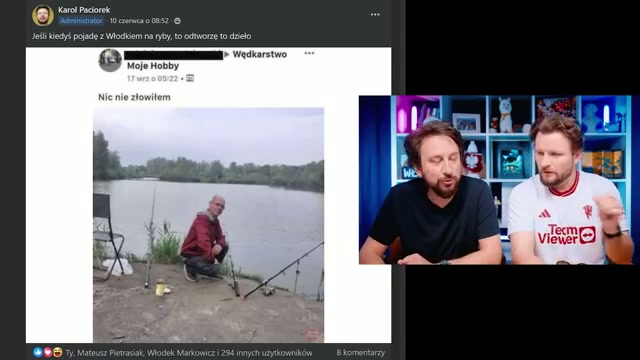 Karol Paciorek
Administrator · 10 czerwca o 08:52 ·
Jeśli kiedyś pojadę z Włodkiem na ryby, to odtworzę to dzieło
Wędkarstwo
Moje Hobby
17 wrz o 05:22 ·
Nic nie złowiłem
adidas
Team
Viewer
Ty, Mateusz Pietrasiak, Włodek Markowicz i 294 innych użytkowników
8 komentarzy